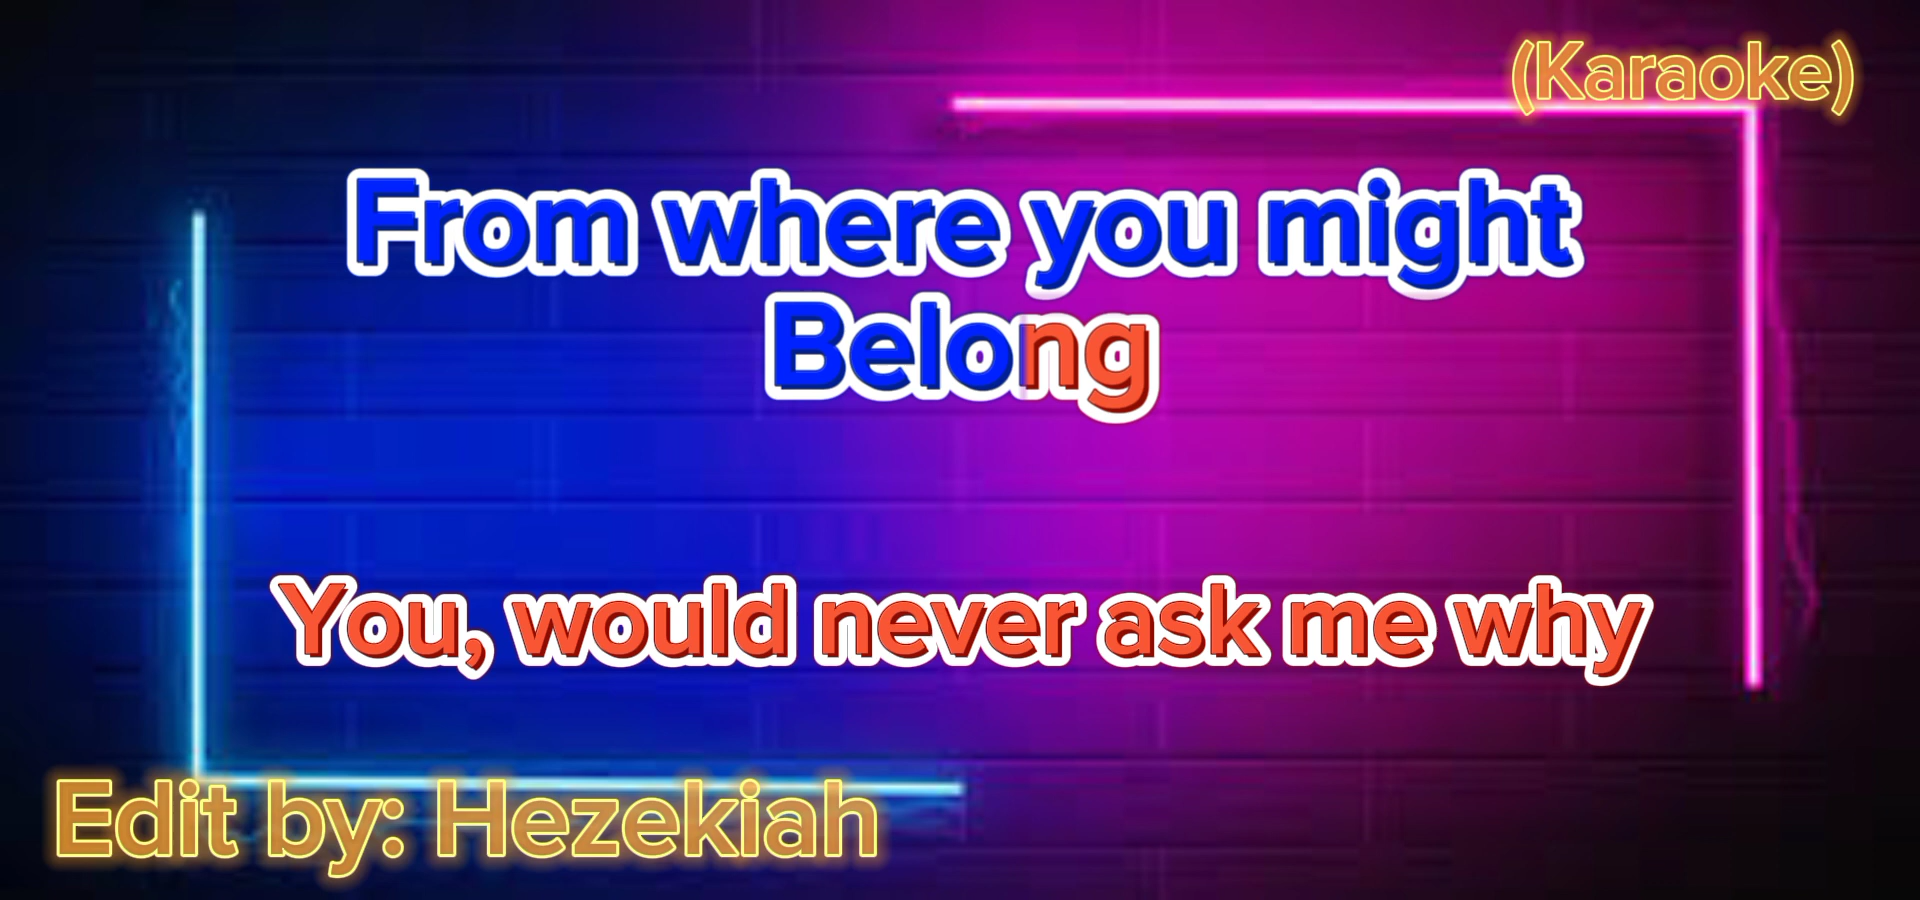 (Karaoke)
From where you might
Belong
You, would never ask me why
Edit by: Hezekiah